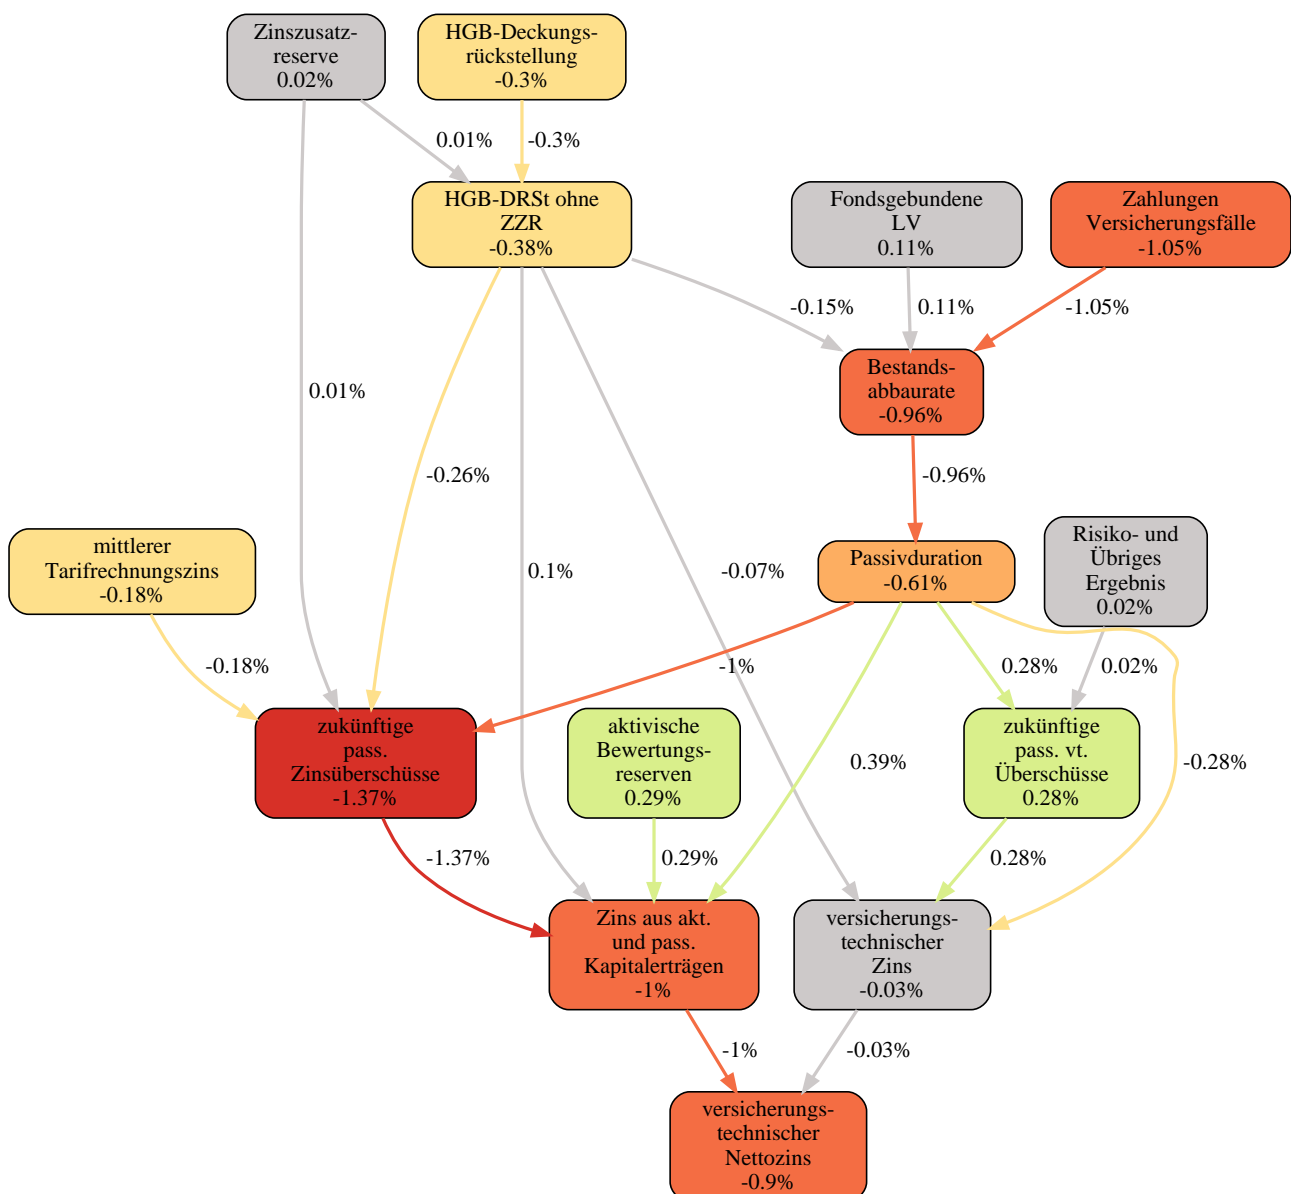 Zinszusatz-
reserve
0.02%
HGB-Deckungs-
rückstellung
-0.3%
0.01%
-0.3%
HGB-DRSt ohne
ZZR
-0.38%
Fondsgebundene
LV
0.11%
Zahlungen
Versicherungsfälle
-1.05%
-0.15%
0.11%
-1.05%
Bestands-
abbaurate
-0.96%
0.01%
-0.26%
-0.96%
mittlerer
Tarifrechnungszins
-0.18%
0.1%
-0.07%
Passivduration
-0.61%
Risiko- und
Übriges
Ergebnis
0.02%
-0.18%
-1%
0.28%
0.02%
zukünftige
pass.
Zinsüberschüsse
-1.37%
aktivische
Bewertungs-
reserven
0.29%
0.39%
zukünftige
pass. vt.
Überschüsse
0.28%
-0.28%
-1.37%
0.29%
0.28%
Zins aus akt.
und pass.
Kapitalerträgen
-1%
versicherungs-
technischer
Zins
-0.03%
-1%
-0.03%
versicherungs-
technischer
Nettozins
-0.9%